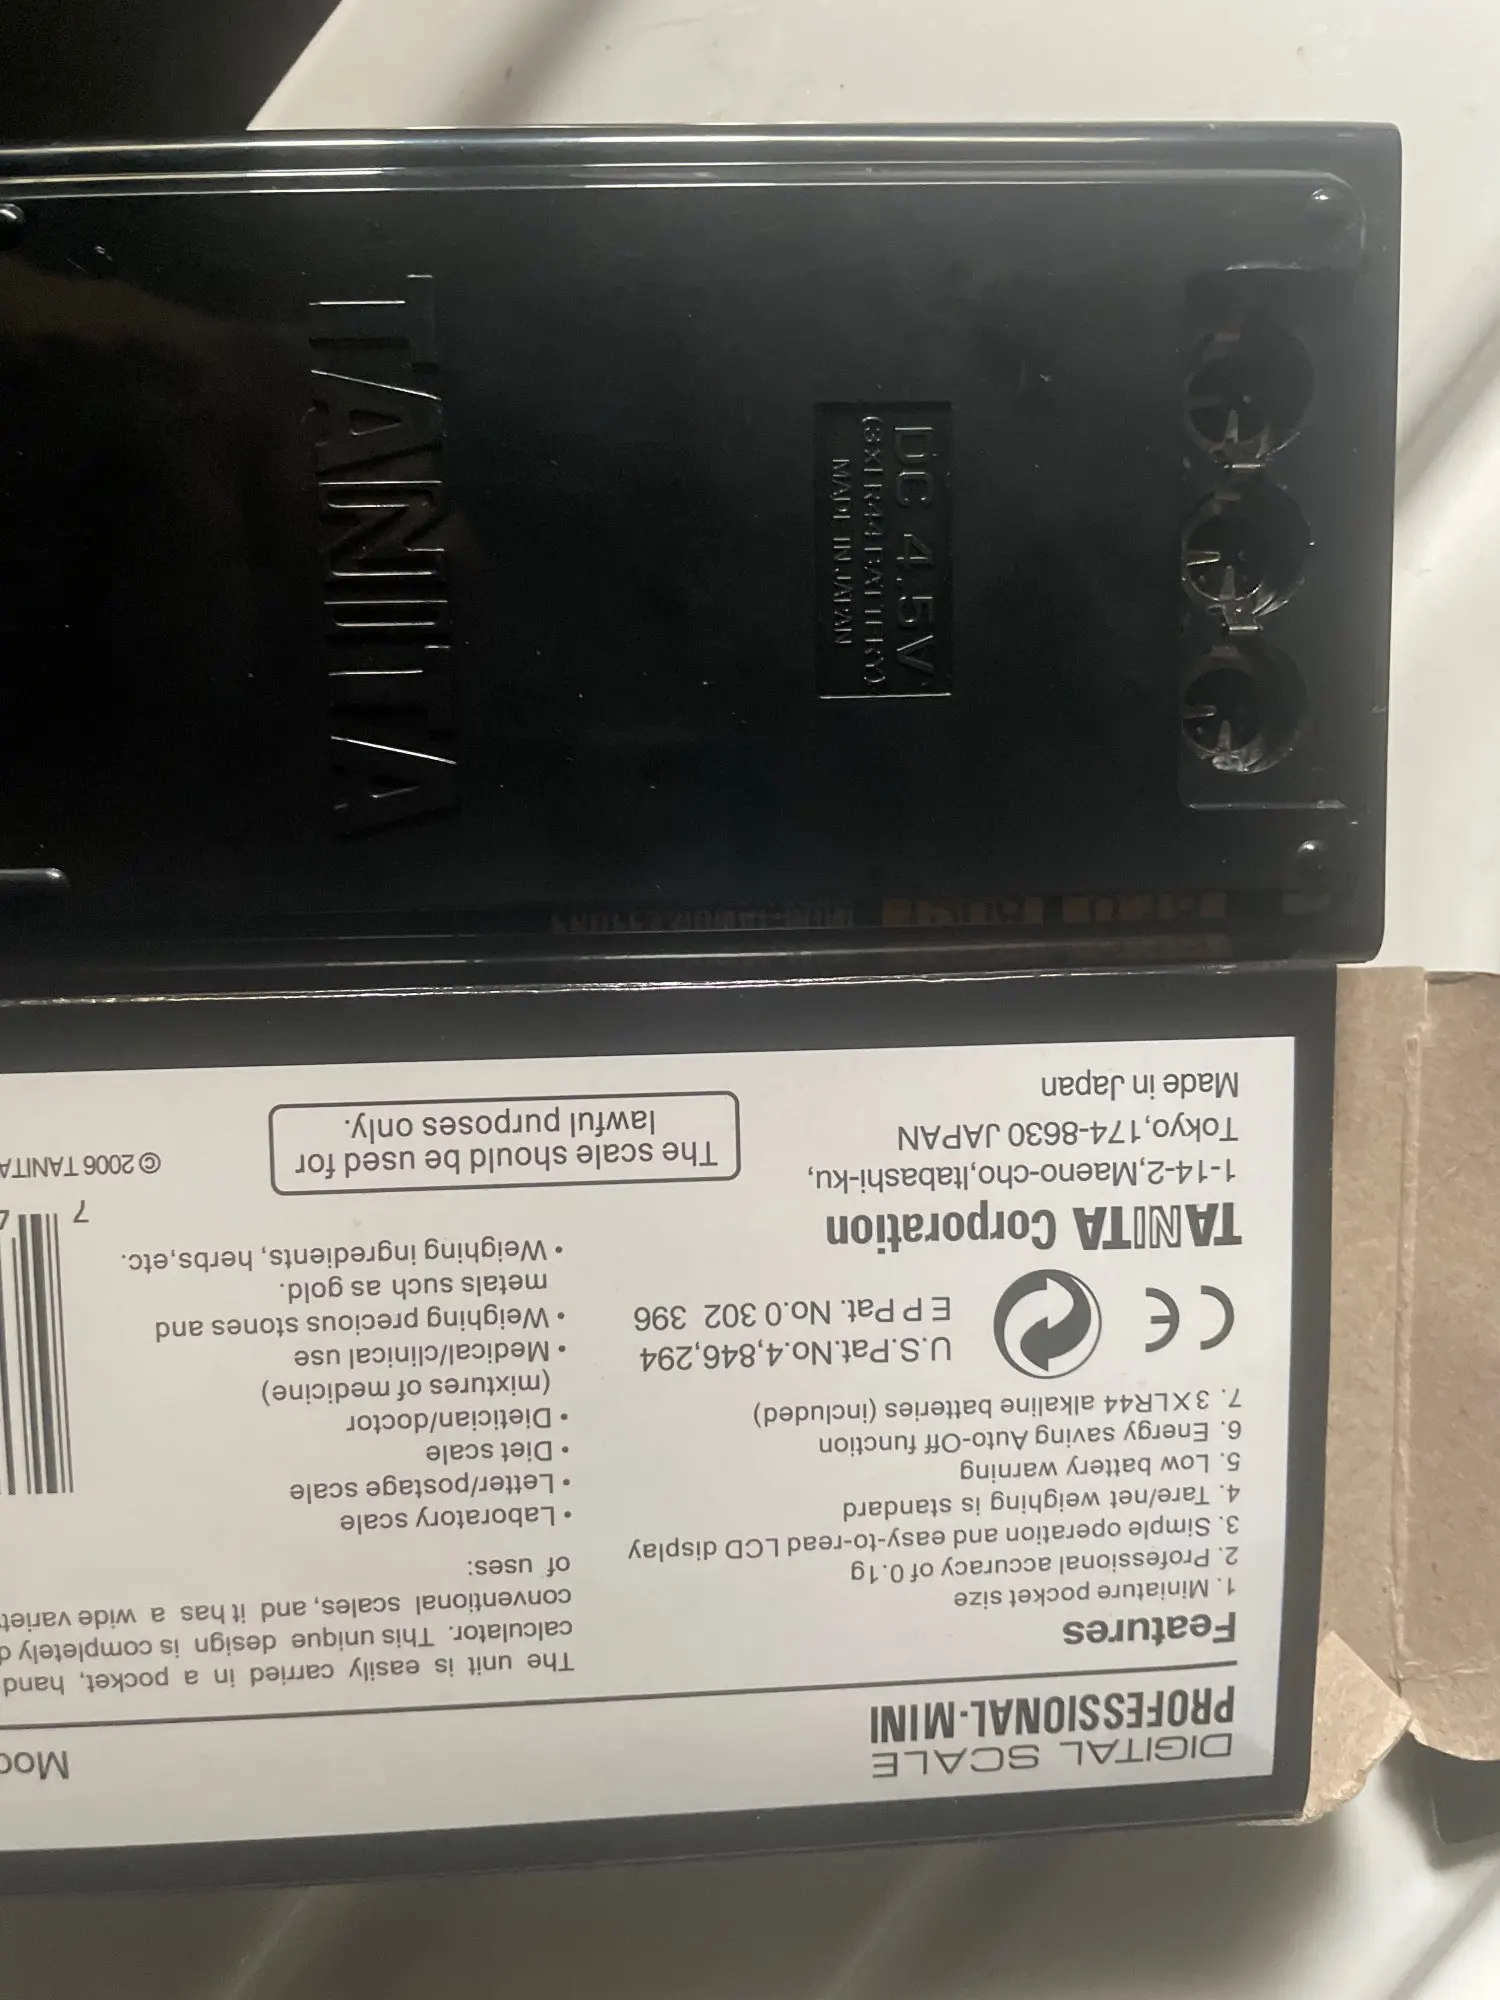 TANITA
DC 4.5V
(3XLR44 BATTERY)
MADE IN JAPAN
DIGITAL SCALE
PROFESSIONAL-MINI
Features
1. Miniature pocket size
2. Professional accuracy of 0.1g
3. Simple operation and easy-to-read LCD display
4. Tare/net weighing is standard
5. Low battery warning
6. Energy saving Auto-Off function
7. 3XLR44 alkaline batteries (included)
CE
U.S.Pat.No.4,846,294
E P Pat. No.0 302 396
TANITA Corporation
1-14-2,Maeno-cho,Itabashi-ku,
Tokyo,174-8630 JAPAN
Made in Japan
The unit is easily carried in a pocket, hand
calculator. This unique design is completely
conventional scales, and it has a wide
of uses:
• Laboratory scale
• Letter/postage scale
• Diet scale
• Dietician/doctor
(mixtures of medicine)
• Medical/clinical use
• Weighing precious stones and
metals such as gold.
• Weighing ingredients, herbs,etc.
The scale should be used for
lawful purposes only.
7
© 2006 TANITA